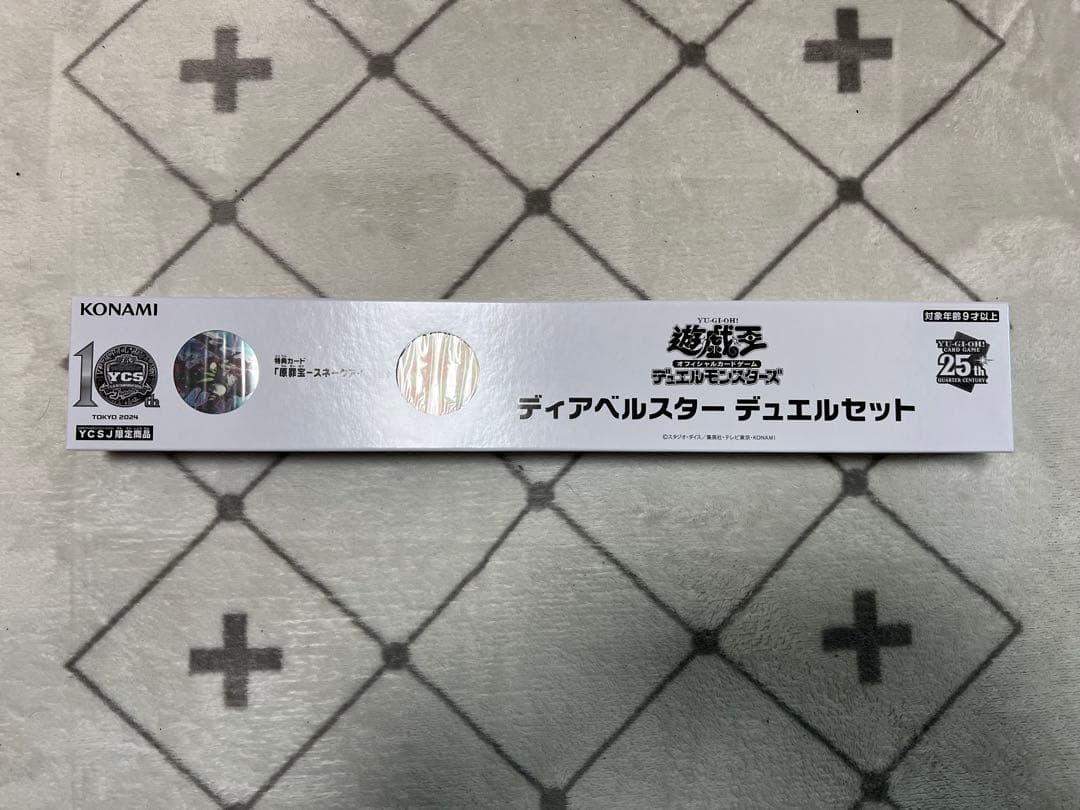 KONAMI
10th
YCS
TOKYO 2024
YCSJ限定商品
特典カード
「原罪宝－スネークアイ
YU-GI-OH!
遊戯王
オフィシャルカードゲーム
デュエルモンスターズ
ディアベルスター デュエルセット
©スタジオ・ダイス／集英社・テレビ東京・KONAMI
対象年齢9才以上
YU-GI-OH!
CARD GAME
25th
QUARTER CENTURY